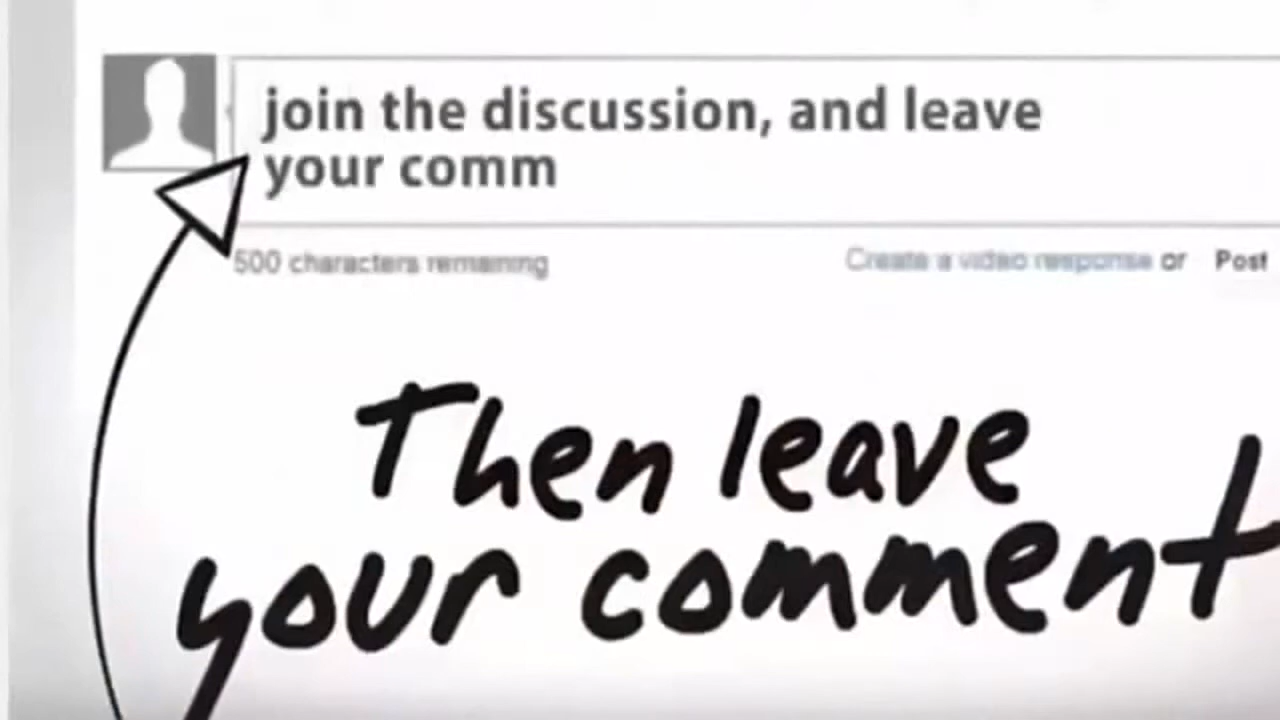 join the discussion, and leave
your comm
500 characters remaining
Create a video response or Post
Then leave
your comment